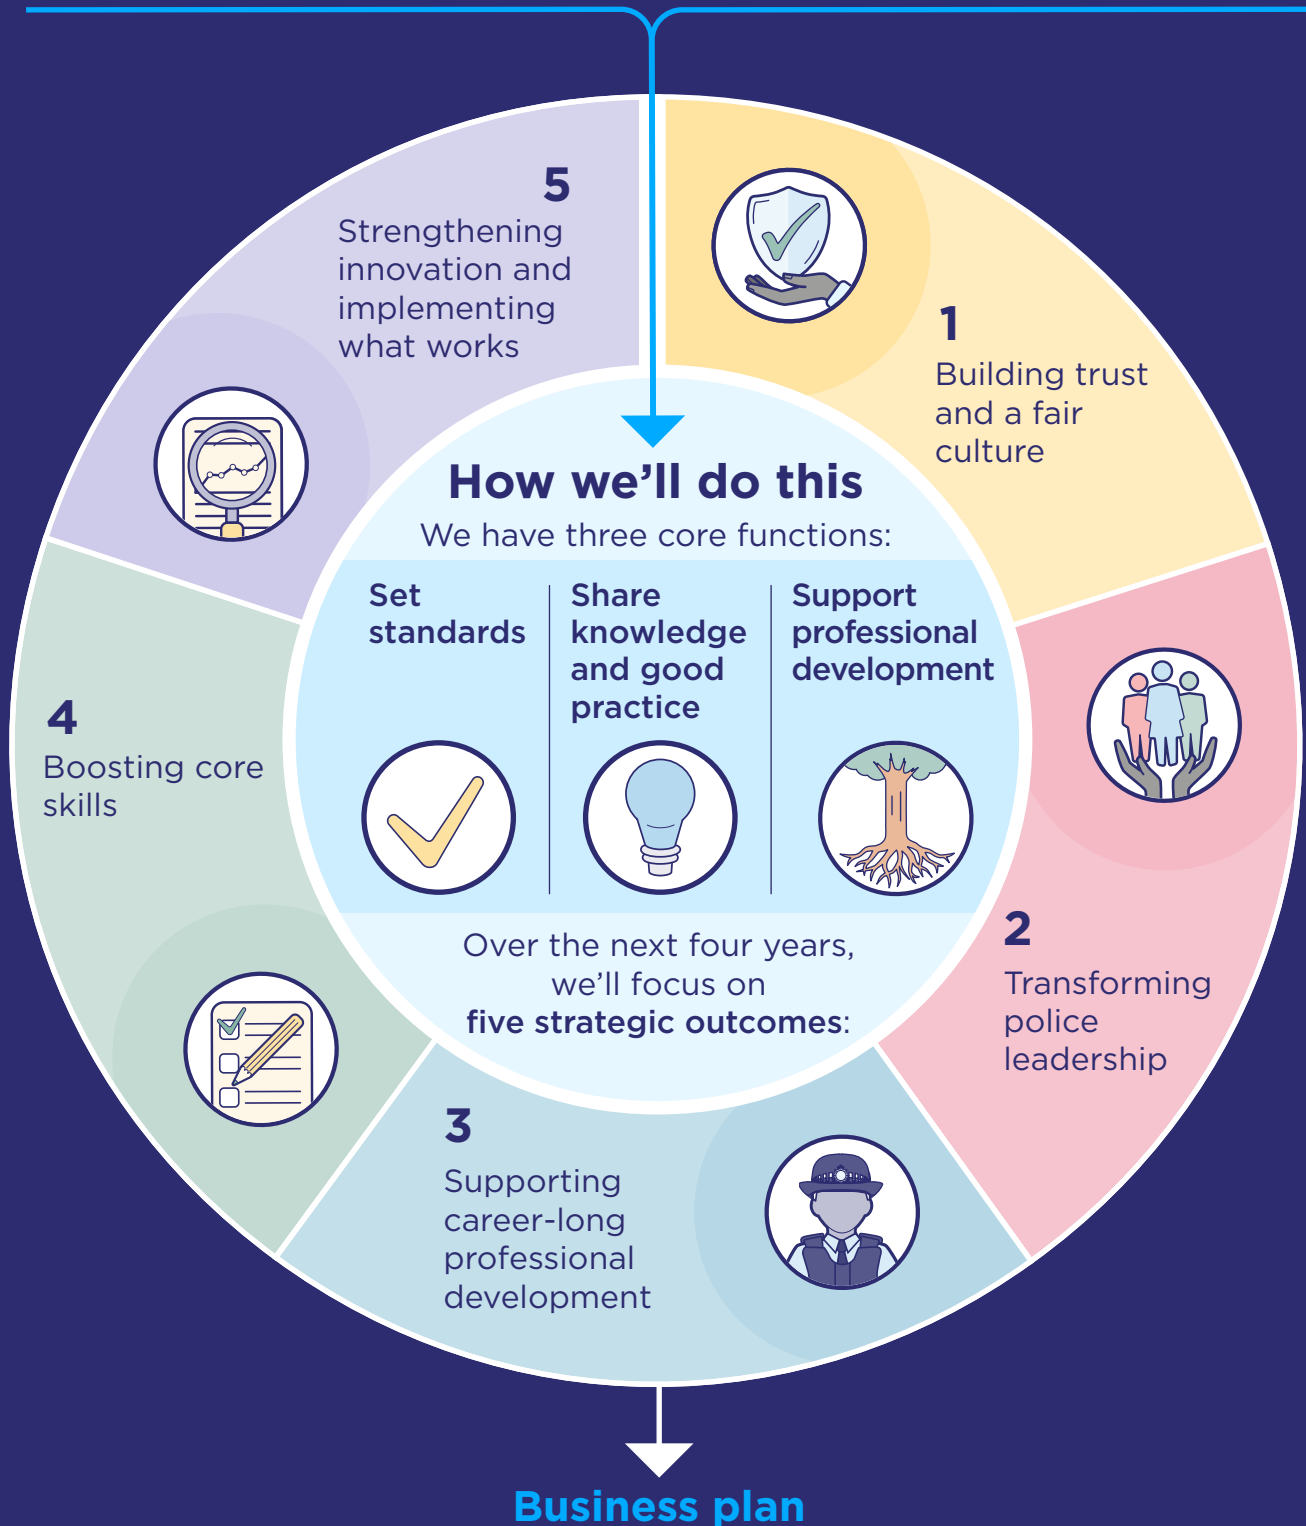 How we’ll do this
We have three core functions:
Set
standards
Share
knowledge
and good
practice
Support
professional
development
Over the next four years,
we’ll focus on
five strategic outcomes:
1
Building trust
and a fair
culture
2
Transforming
police
leadership
3
Supporting
career-long
professional
development
4
Boosting core
skills
5
Strengthening
innovation and
implementing
what works
Business plan